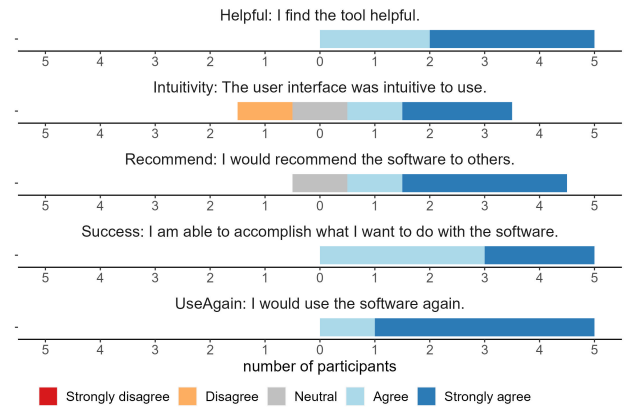 Helpful: I find the tool helpful.
5 4 3 2 1 0 1 2 3 4 5
Intuitivity: The user interface was intuitive to use.
5 4 3 2 1 0 1 2 3 4 5
Recommend: I would recommend the software to others.
5 4 3 2 1 0 1 2 3 4 5
Success: I am able to accomplish what I want to do with the software.
5 4 3 2 1 0 1 2 3 4 5
UseAgain: I would use the software again.
5 4 3 2 1 0 1 2 3 4 5
number of participants
Strongly disagree Disagree Neutral Agree Strongly agree